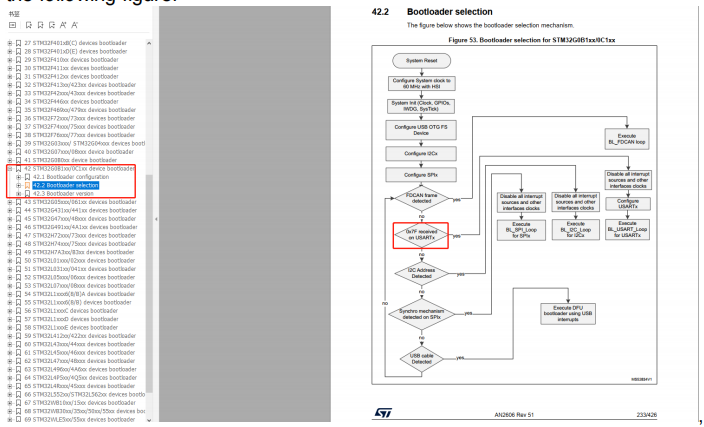 the following figure.
书签
27 STM32F401xB(C) devices bootloader
28 STM32F401xD(E) devices bootloader
29 STM32F410xx devices bootloader
30 STM32F411xx devices bootloader
31 STM32F412xx devices bootloader
32 STM32F413xx/423xx devices bootloader
33 STM32F42xxx/43xxx devices bootloader
34 STM32F446xx devices bootloader
35 STM32F469xx/479xx devices bootloader
36 STM32F72xxx/73xxx devices bootloader
37 STM32F74xxx/75xxx devices bootloader
38 STM32F76xxx/77xxx devices bootloader
39 STM32G03xxx/ STM32G04xxx devices bootl
40 STM32G07xxx/08xxx device bootloader
41 STM32G0B0xx device bootloader
42 STM32G0B1xx/0C1xx device bootloader
42.1 Bootloader configuration
42.2 Bootloader selection
42.3 Bootloader version
43 STM32G05xxx/061xx devices bootloader
44 STM32G431xx/441xx devices bootloader
45 STM32G47xxx/48xxx devices bootloader
46 STM32G491xx/4A1xx devices bootloader
47 STM32H72xxx/73xxx devices bootloader
48 STM32H74xxx/75xxx devices bootloader
49 STM32H7A3xx/B3xx devices bootloader
50 STM32L01xxx/02xxx devices bootloader
51 STM32L031xx/041xx devices bootloader
52 STM32L05xxx/06xxx devices bootloader
53 STM32L07xxx/08xxx devices bootloader
54 STM32L1xxx6(8/B)A devices bootloader
55 STM32L1xxx6(8/B) devices bootloader
56 STM32L1xxxC devices bootloader
57 STM32L1xxxD devices bootloader
58 STM32L1xxxE devices bootloader
59 STM32L412xx/422xx devices bootloader
60 STM32L43xxx/44xxx devices bootloader
61 STM32L45xxx/46xxx devices bootloader
62 STM32L47xxx/48xxx devices bootloader
63 STM32L496xx/4A6xx devices bootloader
64 STM32L4P5xx/4Q5xx devices bootloader
65 STM32L4Rxxx/4Sxxx devices bootloader
66 STM32L552xx/STM32L562xx devices bootlo
67 STM32WB10xx/15xx devices bootloader
68 STM32WB30xx/35xx/50xx/55xx devices boo
69 STM32WLE5xx/55xx devices bootloader
42.2 Bootloader selection
The figure below shows the bootloader selection mechanism.
Figure 53. Bootloader selection for STM32G0B1xx/0C1xx
System Reset
Configure System clock to
60 MHz with HSI
System Init (Clock, GPIOs,
IWDG, SysTick)
Configure USB OTG FS
Device
Configure I2Cx
Configure SPIx
FDCAN frame
detected
yes
no
0x7F received
on USARTx
yes
no
I2C Address
Detected
yes
no
Synchro mechanism
detected on SPIx
yes
no
no
USB cable
Detected
yes
Disable all interrupt
sources and other
interfaces clocks
Execute
BL_SPI_Loop
for SPIx
Disable all interrupt
sources and other
interfaces clocks
Execute
BL_I2C_Loop
for I2Cx
Execute
BL_FDCAN loop
Disable all interrupt
sources and other
interfaces clocks
Configure
USARTx
Execute
BL_USART_Loop
for USARTx
Execute DFU
bootloader using USB
interrupts
ST
AN2606 Rev 51
233/426
,